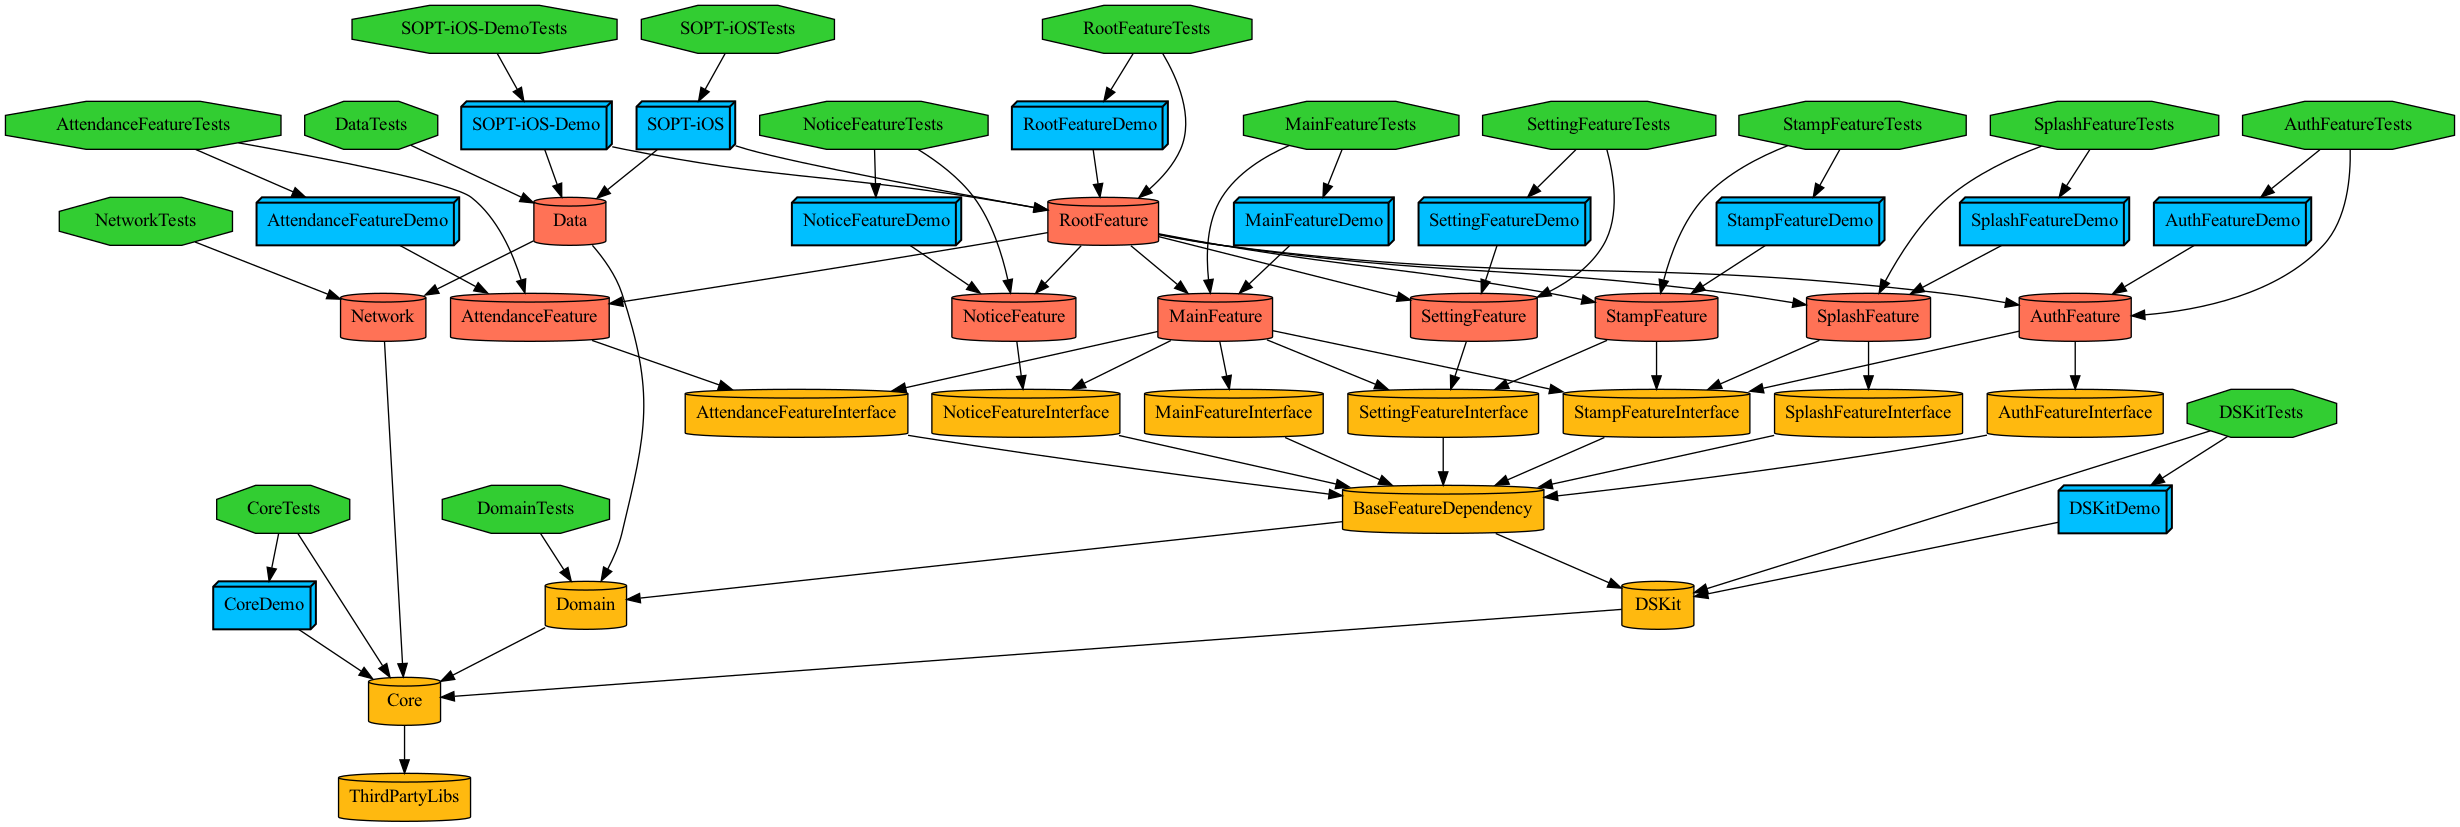 SOPT-iOS-DemoTests
SOPT-iOSTests
RootFeatureTests
AttendanceFeatureTests
DataTests
SOPT-iOS-Demo
SOPT-iOS
NoticeFeatureTests
RootFeatureDemo
MainFeatureTests
SettingFeatureTests
StampFeatureTests
SplashFeatureTests
AuthFeatureTests
NetworkTests
AttendanceFeatureDemo
Data
NoticeFeatureDemo
RootFeature
MainFeatureDemo
SettingFeatureDemo
StampFeatureDemo
SplashFeatureDemo
AuthFeatureDemo
Network
AttendanceFeature
NoticeFeature
MainFeature
SettingFeature
StampFeature
SplashFeature
AuthFeature
AttendanceFeatureInterface
NoticeFeatureInterface
MainFeatureInterface
SettingFeatureInterface
StampFeatureInterface
SplashFeatureInterface
AuthFeatureInterface
DSKitTests
CoreTests
DomainTests
BaseFeatureDependency
DSKitDemo
CoreDemo
Domain
DSKit
Core
ThirdPartyLibs